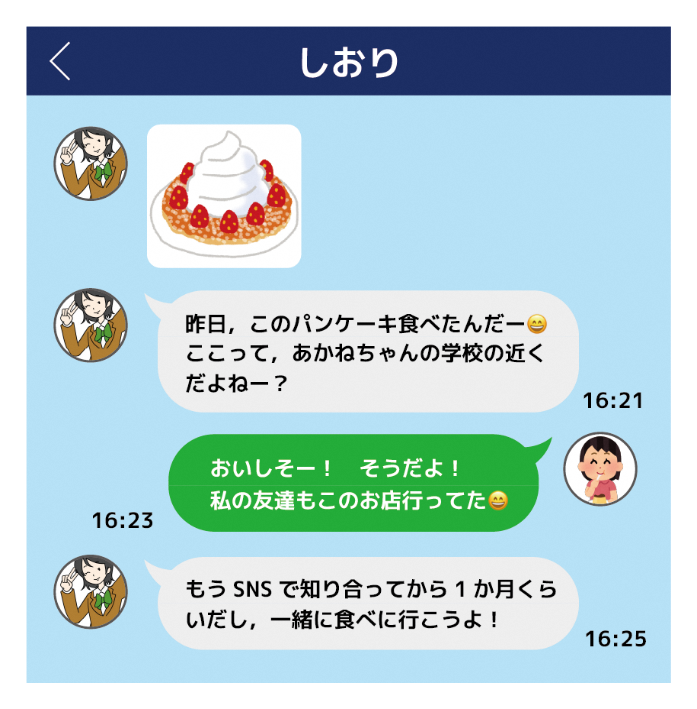 しおり
昨日，このパンケーキ食べたんだー😄
ここって，あかねちゃんの学校の近く
だよねー？
16:21
おいしそー！　そうだよ！
私の友達もこのお店行ってた😄
16:23
もう SNS で知り合ってから 1 か月くら
いだし，一緒に食べに行こうよ！
16:25